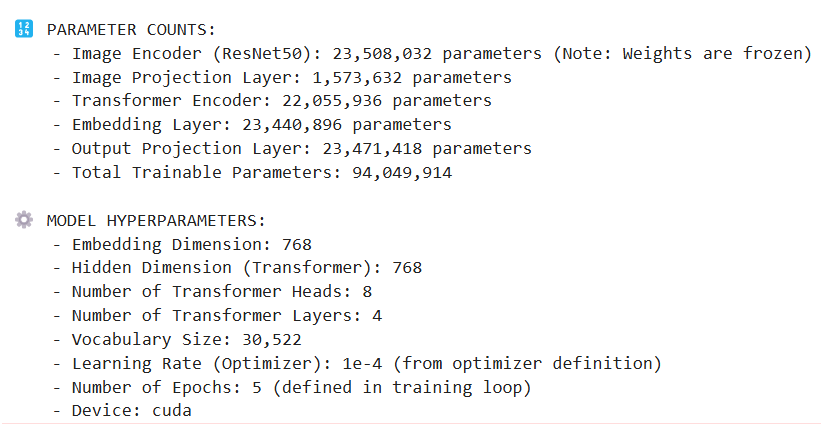 🔢 PARAMETER COUNTS:
- Image Encoder (ResNet50): 23,508,032 parameters (Note: Weights are frozen)
- Image Projection Layer: 1,573,632 parameters
- Transformer Encoder: 22,055,936 parameters
- Embedding Layer: 23,440,896 parameters
- Output Projection Layer: 23,471,418 parameters
- Total Trainable Parameters: 94,049,914
⚙️ MODEL HYPERPARAMETERS:
- Embedding Dimension: 768
- Hidden Dimension (Transformer): 768
- Number of Transformer Heads: 8
- Number of Transformer Layers: 4
- Vocabulary Size: 30,522
- Learning Rate (Optimizer): 1e-4 (from optimizer definition)
- Number of Epochs: 5 (defined in training loop)
- Device: cuda